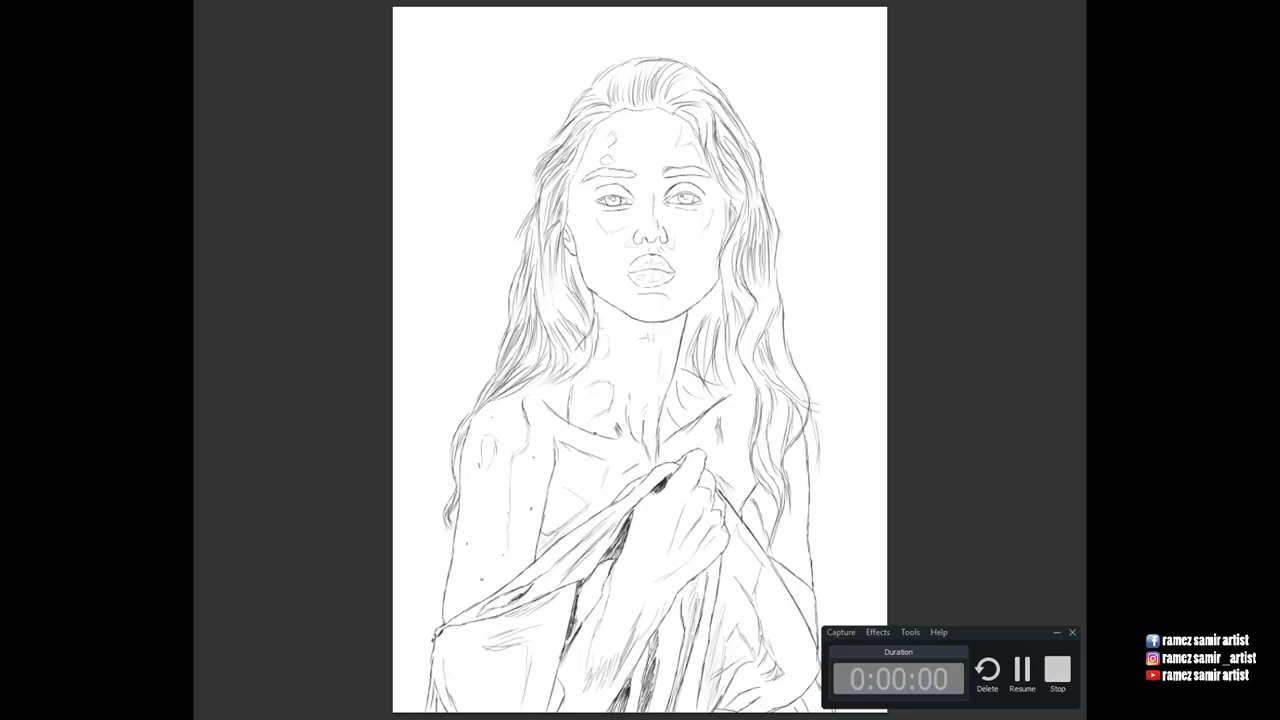 Capture Effects Tools Help
Duration
0:00:00
Delete Resume Stop
ramez samir artist
ramez samir _artist
ramez samir artist